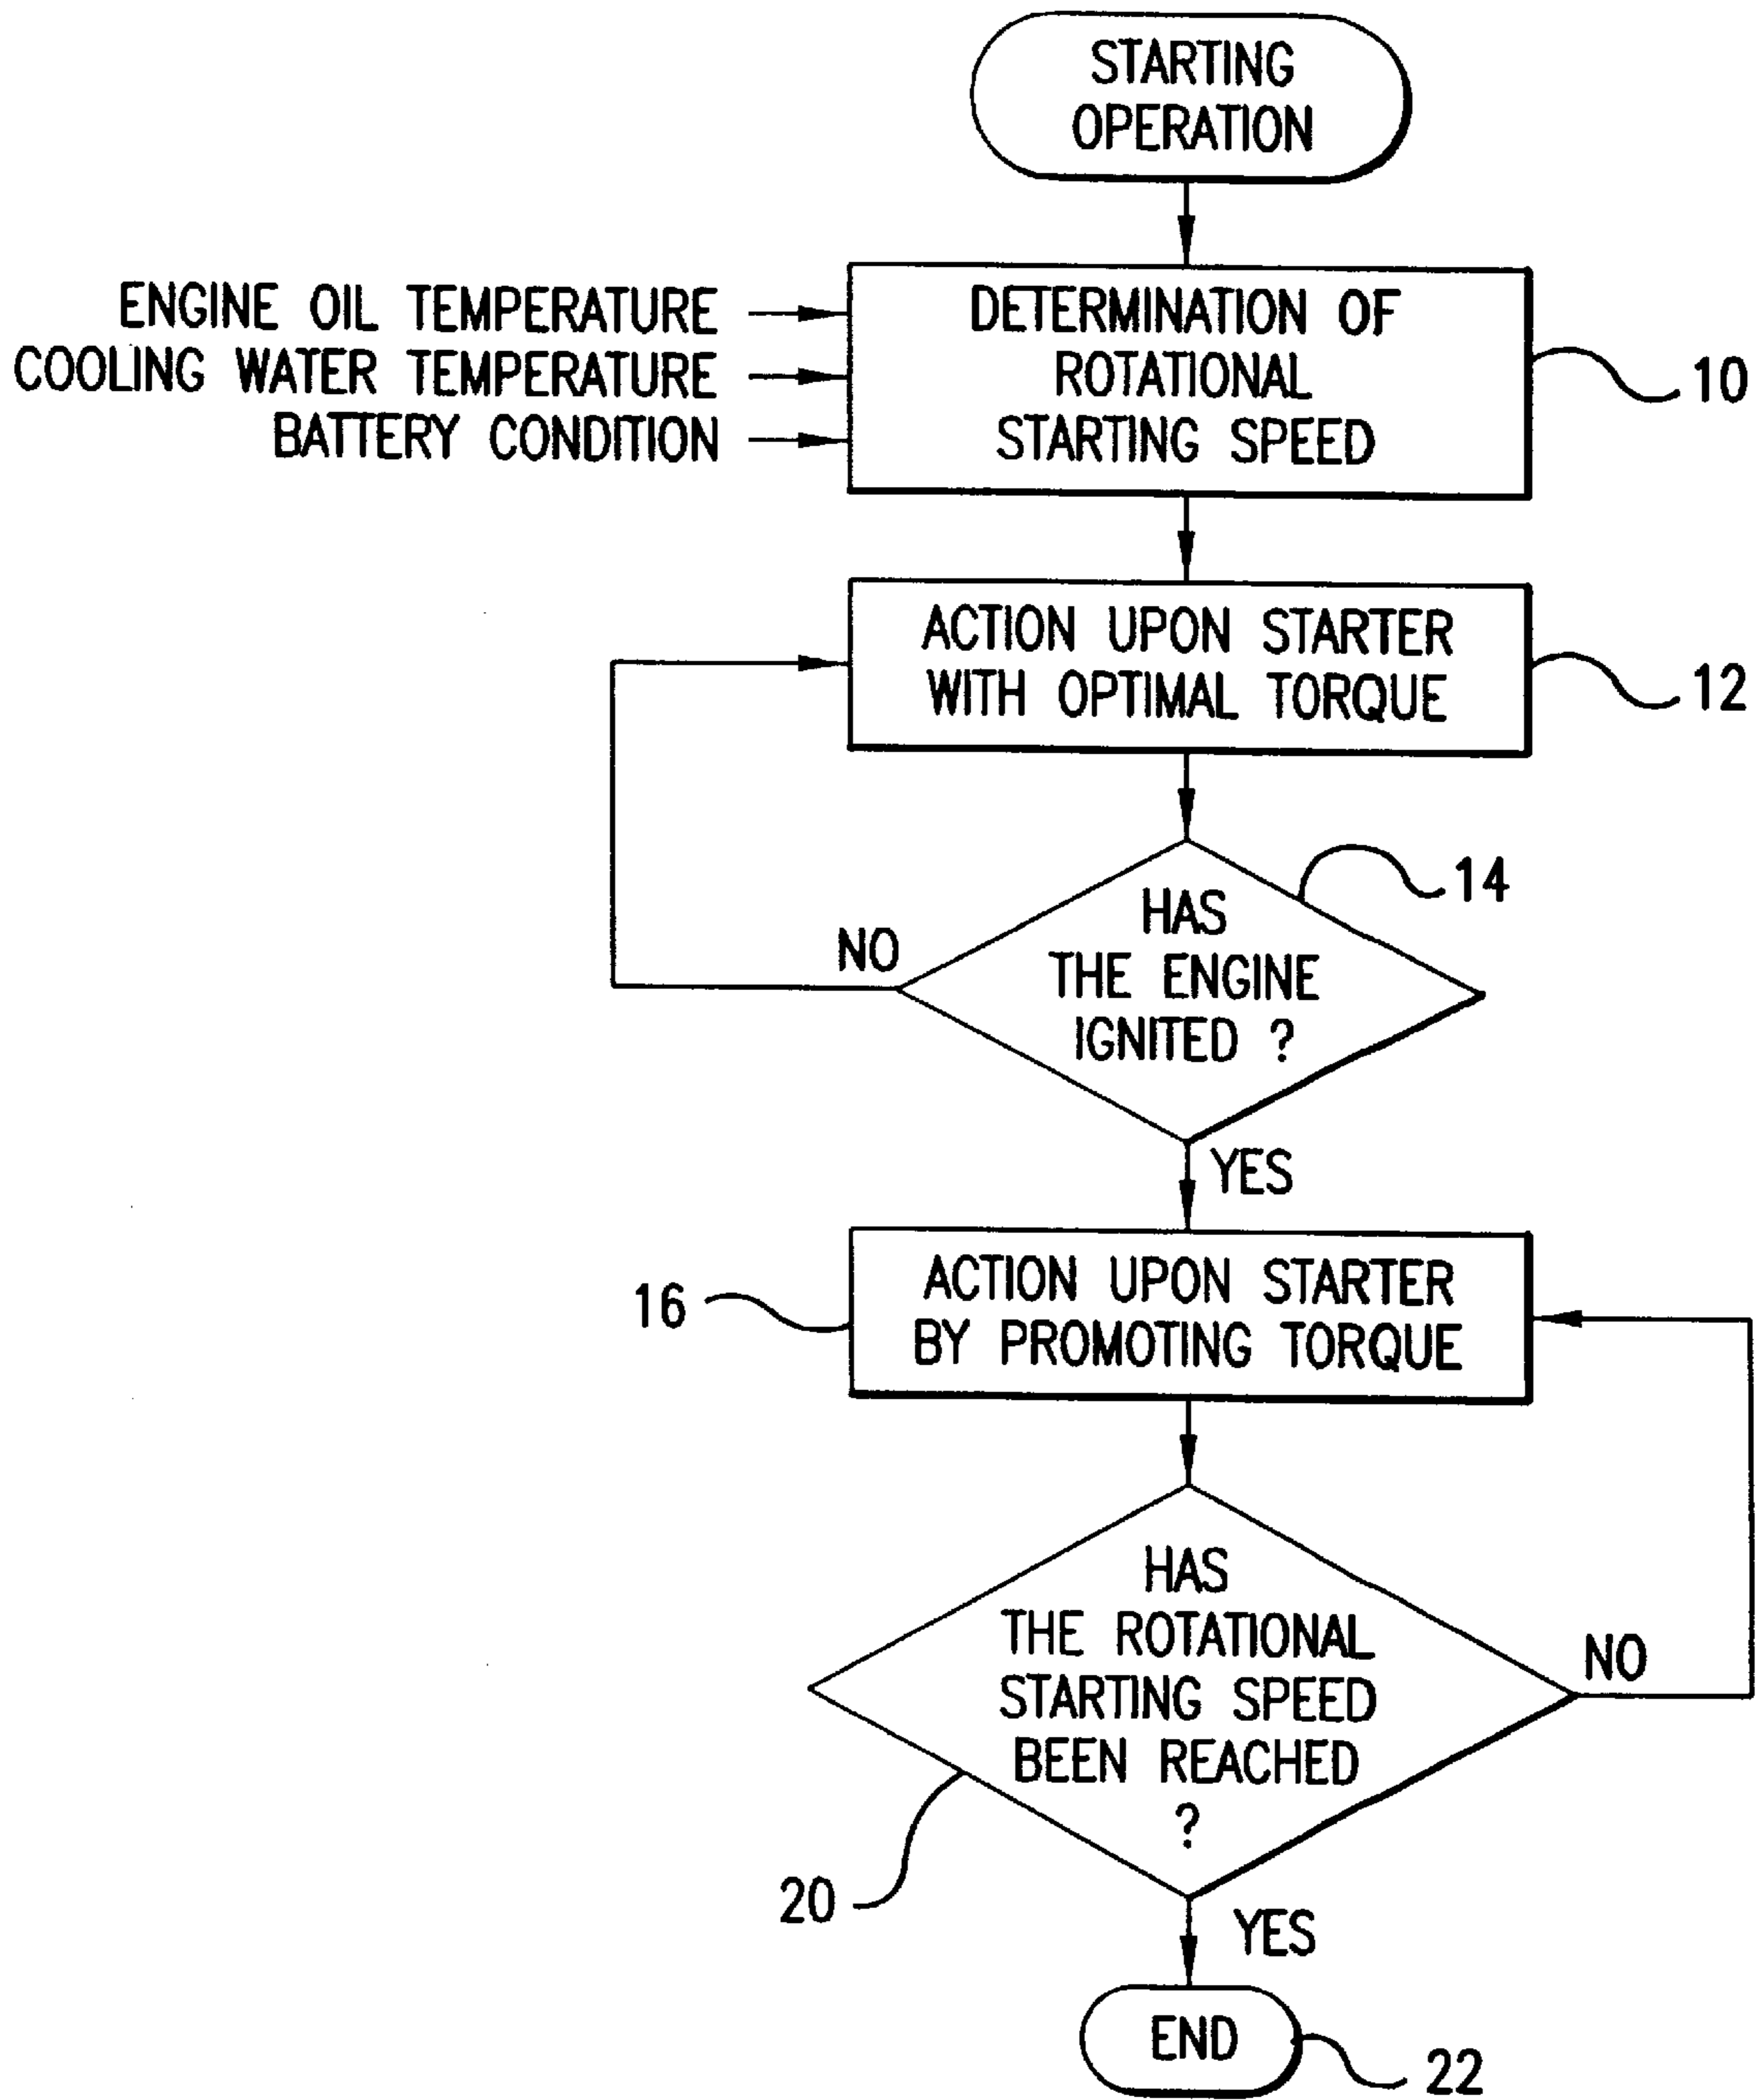 STARTING
OPERATION
ENGINE OIL TEMPERATURE
COOLING WATER TEMPERATURE
BATTERY CONDITION
DETERMINATION OF
ROTATIONAL
STARTING SPEED
10
ACTION UPON STARTER
WITH OPTIMAL TORQUE
12
14
HAS
THE ENGINE
IGNITED ?
NO
YES
16
ACTION UPON STARTER
BY PROMOTING TORQUE
HAS
THE ROTATIONAL
STARTING SPEED
BEEN REACHED
?
NO
20
YES
END
22